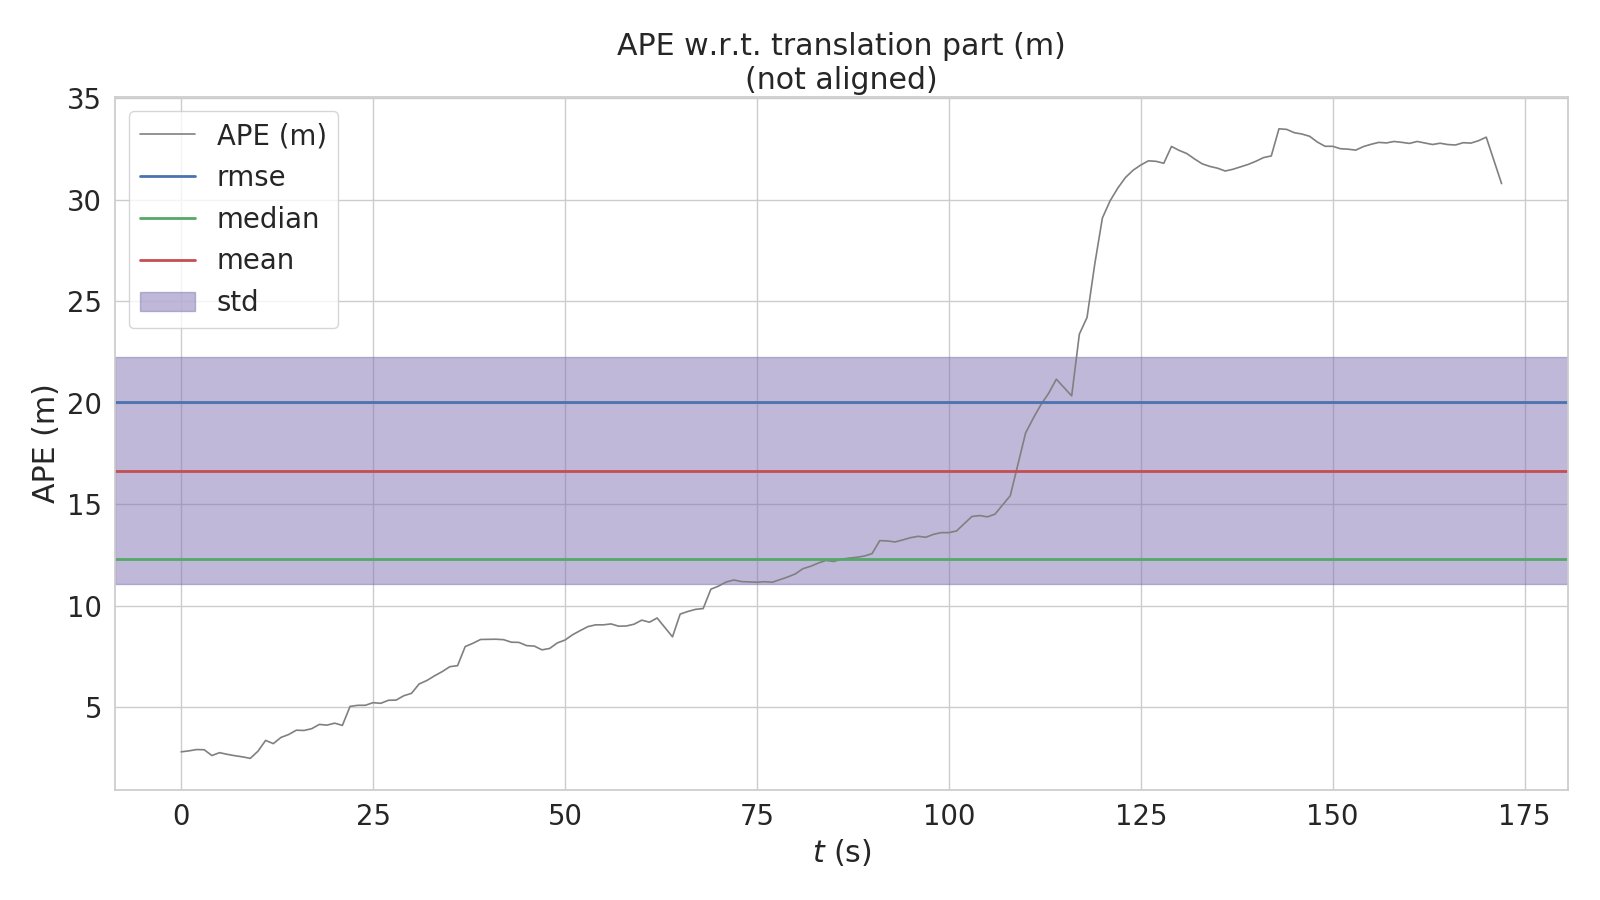 APE w.r.t. translation part (m)
(not aligned)
APE (m)
rmse
median
mean
std
APE (m)
35
30
25
20
15
10
5
0 25 50 75 100 125 150 175
t (s)